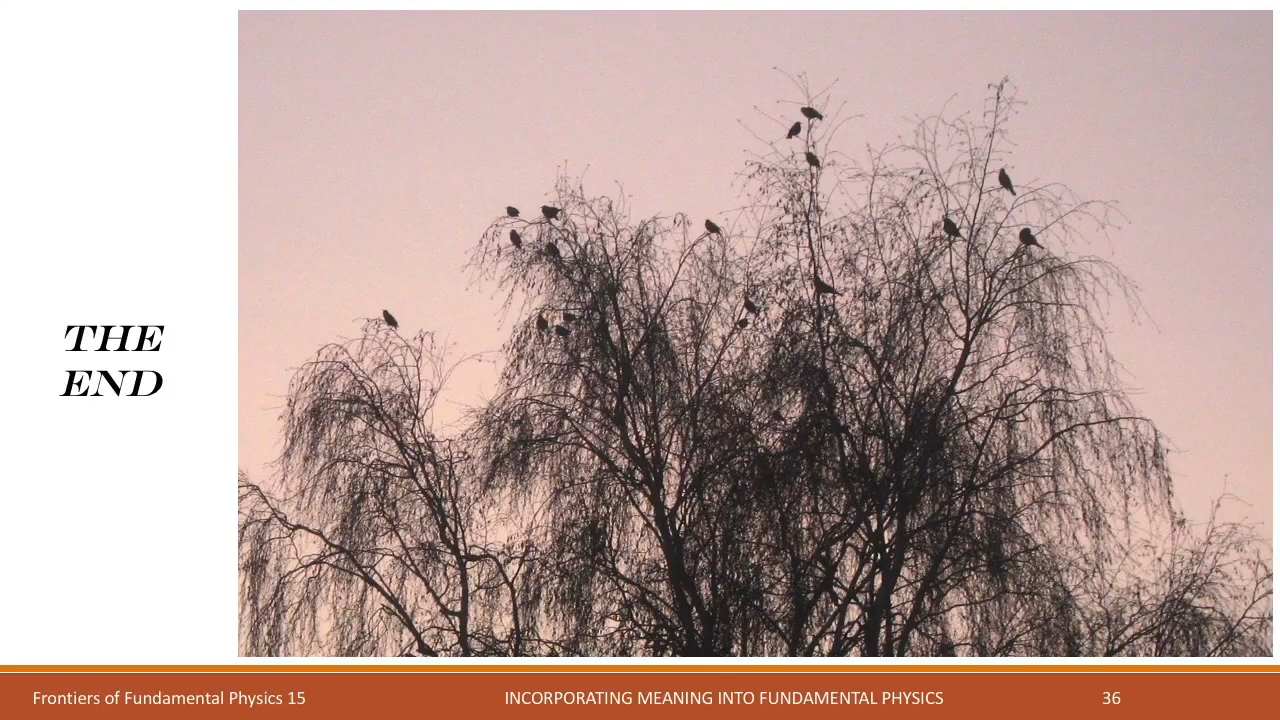 THE
END
Frontiers of Fundamental Physics 15
INCORPORATING MEANING INTO FUNDAMENTAL PHYSICS
36